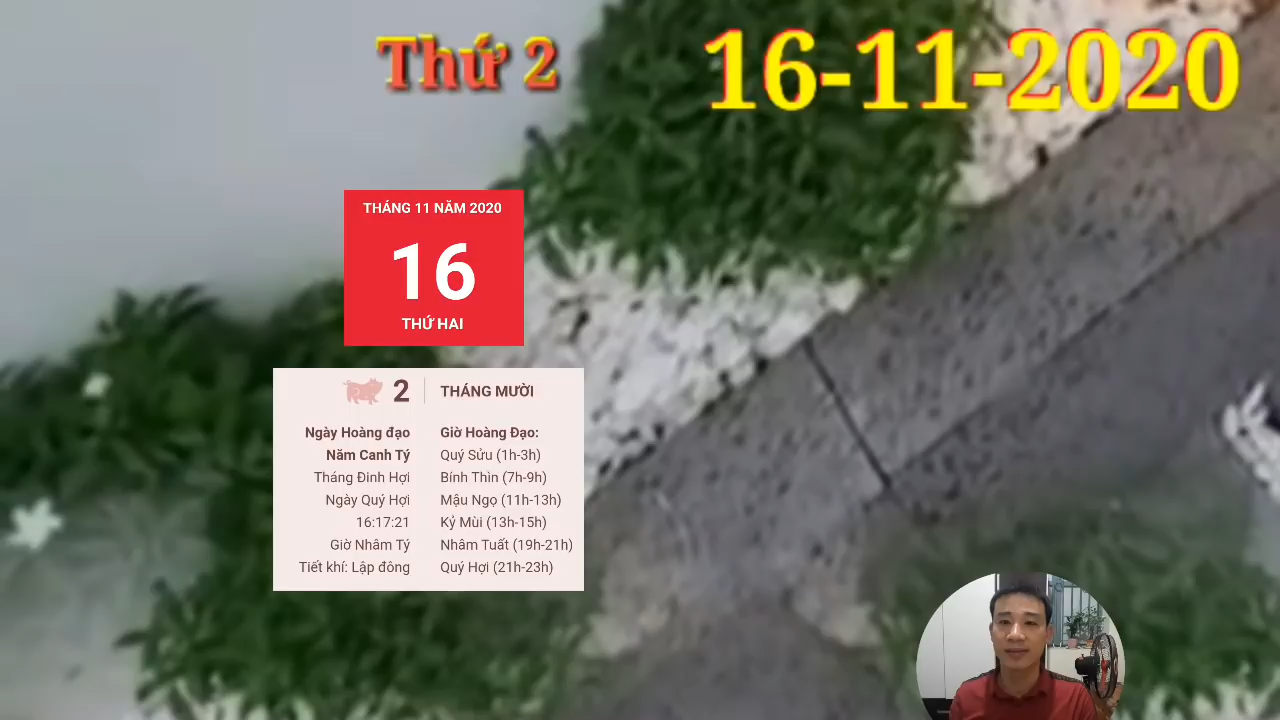 Thứ 2
16-11-2020
THÁNG 11 NĂM 2020
16
THỨ HAI
2
THÁNG MƯỜI
Ngày Hoàng đạo
Năm Canh Tý
Tháng Đinh Hợi
Ngày Quý Hợi
16:17:21
Giờ Nhâm Tý
Tiết khí: Lập đông
Giờ Hoàng Đạo:
Quý Sửu (1h-3h)
Bính Thìn (7h-9h)
Mậu Ngọ (11h-13h)
Kỷ Mùi (13h-15h)
Nhâm Tuất (19h-21h)
Quý Hợi (21h-23h)